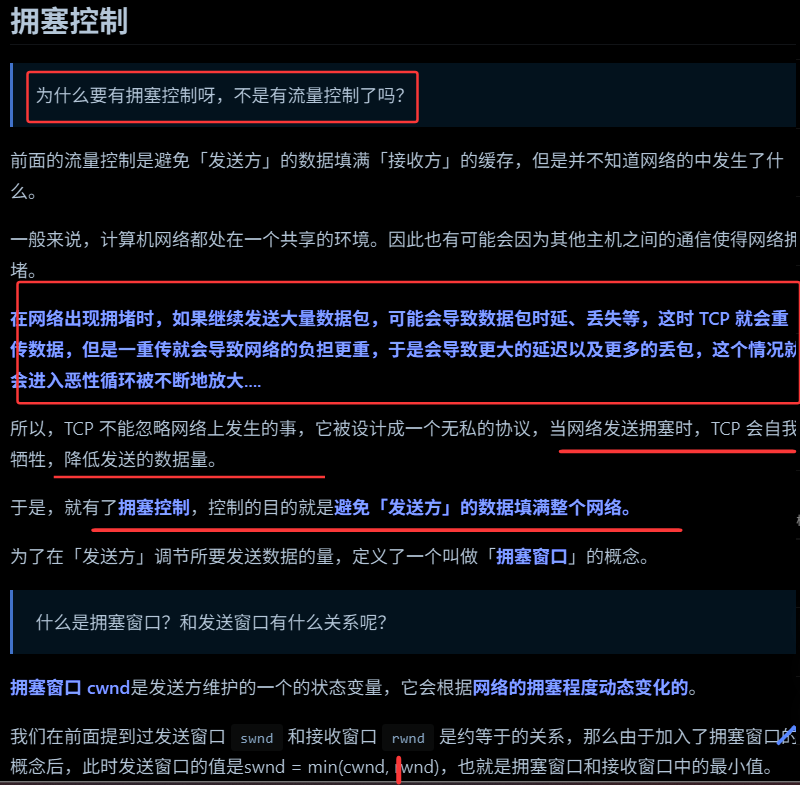 拥塞控制
为什么要有拥塞控制呀，不是有流量控制了吗？
前面的流量控制是避免「发送方」的数据填满「接收方」的缓存，但是并不知道网络的中发生了什
么。
一般来说，计算机网络都处在一个共享的环境。因此也有可能会因为其他主机之间的通信使得网络拥
堵。
在网络出现拥堵时，如果继续发送大量数据包，可能会导致数据包时延、丢失等，这时 TCP 就会重
传数据，但是一重传就会导致网络的负担更重，于是会导致更大的延迟以及更多的丢包，这个情况就
会进入恶性循环被不断地放大....
所以，TCP 不能忽略网络上发生的事，它被设计成一个无私的协议，当网络发送拥塞时，TCP 会自我
牺牲，降低发送的数据量。
于是，就有了拥塞控制，控制的目的就是避免「发送方」的数据填满整个网络。
为了在「发送方」调节所要发送数据的量，定义了一个叫做「拥塞窗口」的概念。
什么是拥塞窗口？和发送窗口有什么关系呢？
拥塞窗口 cwnd是发送方维护的一个的状态变量，它会根据网络的拥塞程度动态变化的。
我们在前面提到过发送窗口 swnd 和接收窗口 rwnd 是约等于的关系，那么由于加入了拥塞窗口的
概念后，此时发送窗口的值是swnd = min(cwnd, rwnd)，也就是拥塞窗口和接收窗口中的最小值。